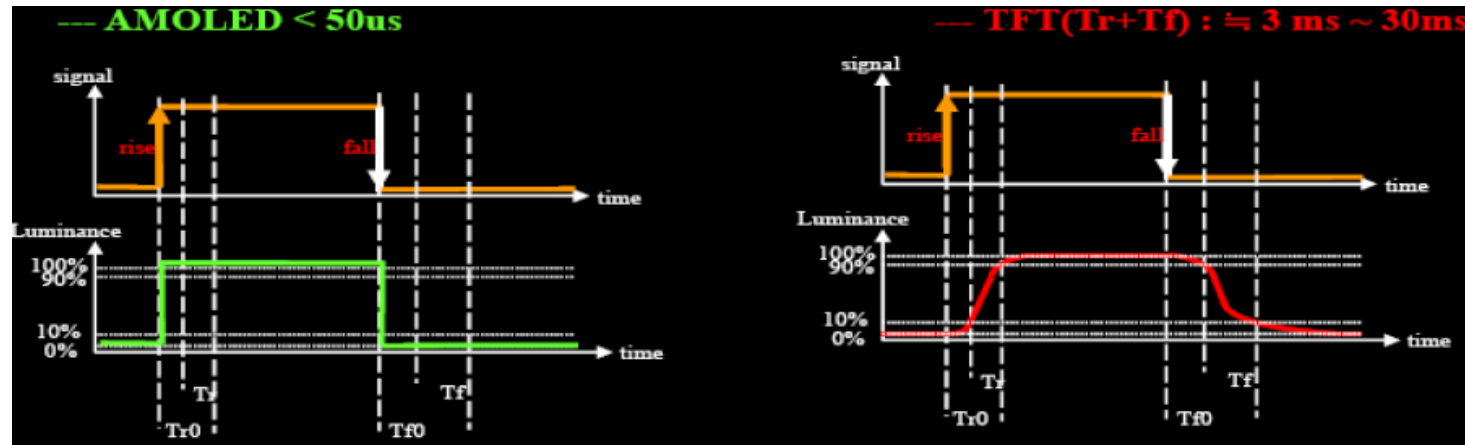 --- AMOLED < 50us
signal
rise
fall
time
Luminance
100%
90%
10%
0%
time
Tr
Tf
Tr0
Tf0
--- TFT(Tr+Tf) : ≒ 3 ms ~ 30ms
signal
rise
fall
time
Luminance
100%
90%
10%
0%
time
Tr
Tf
Tr0
Tf0